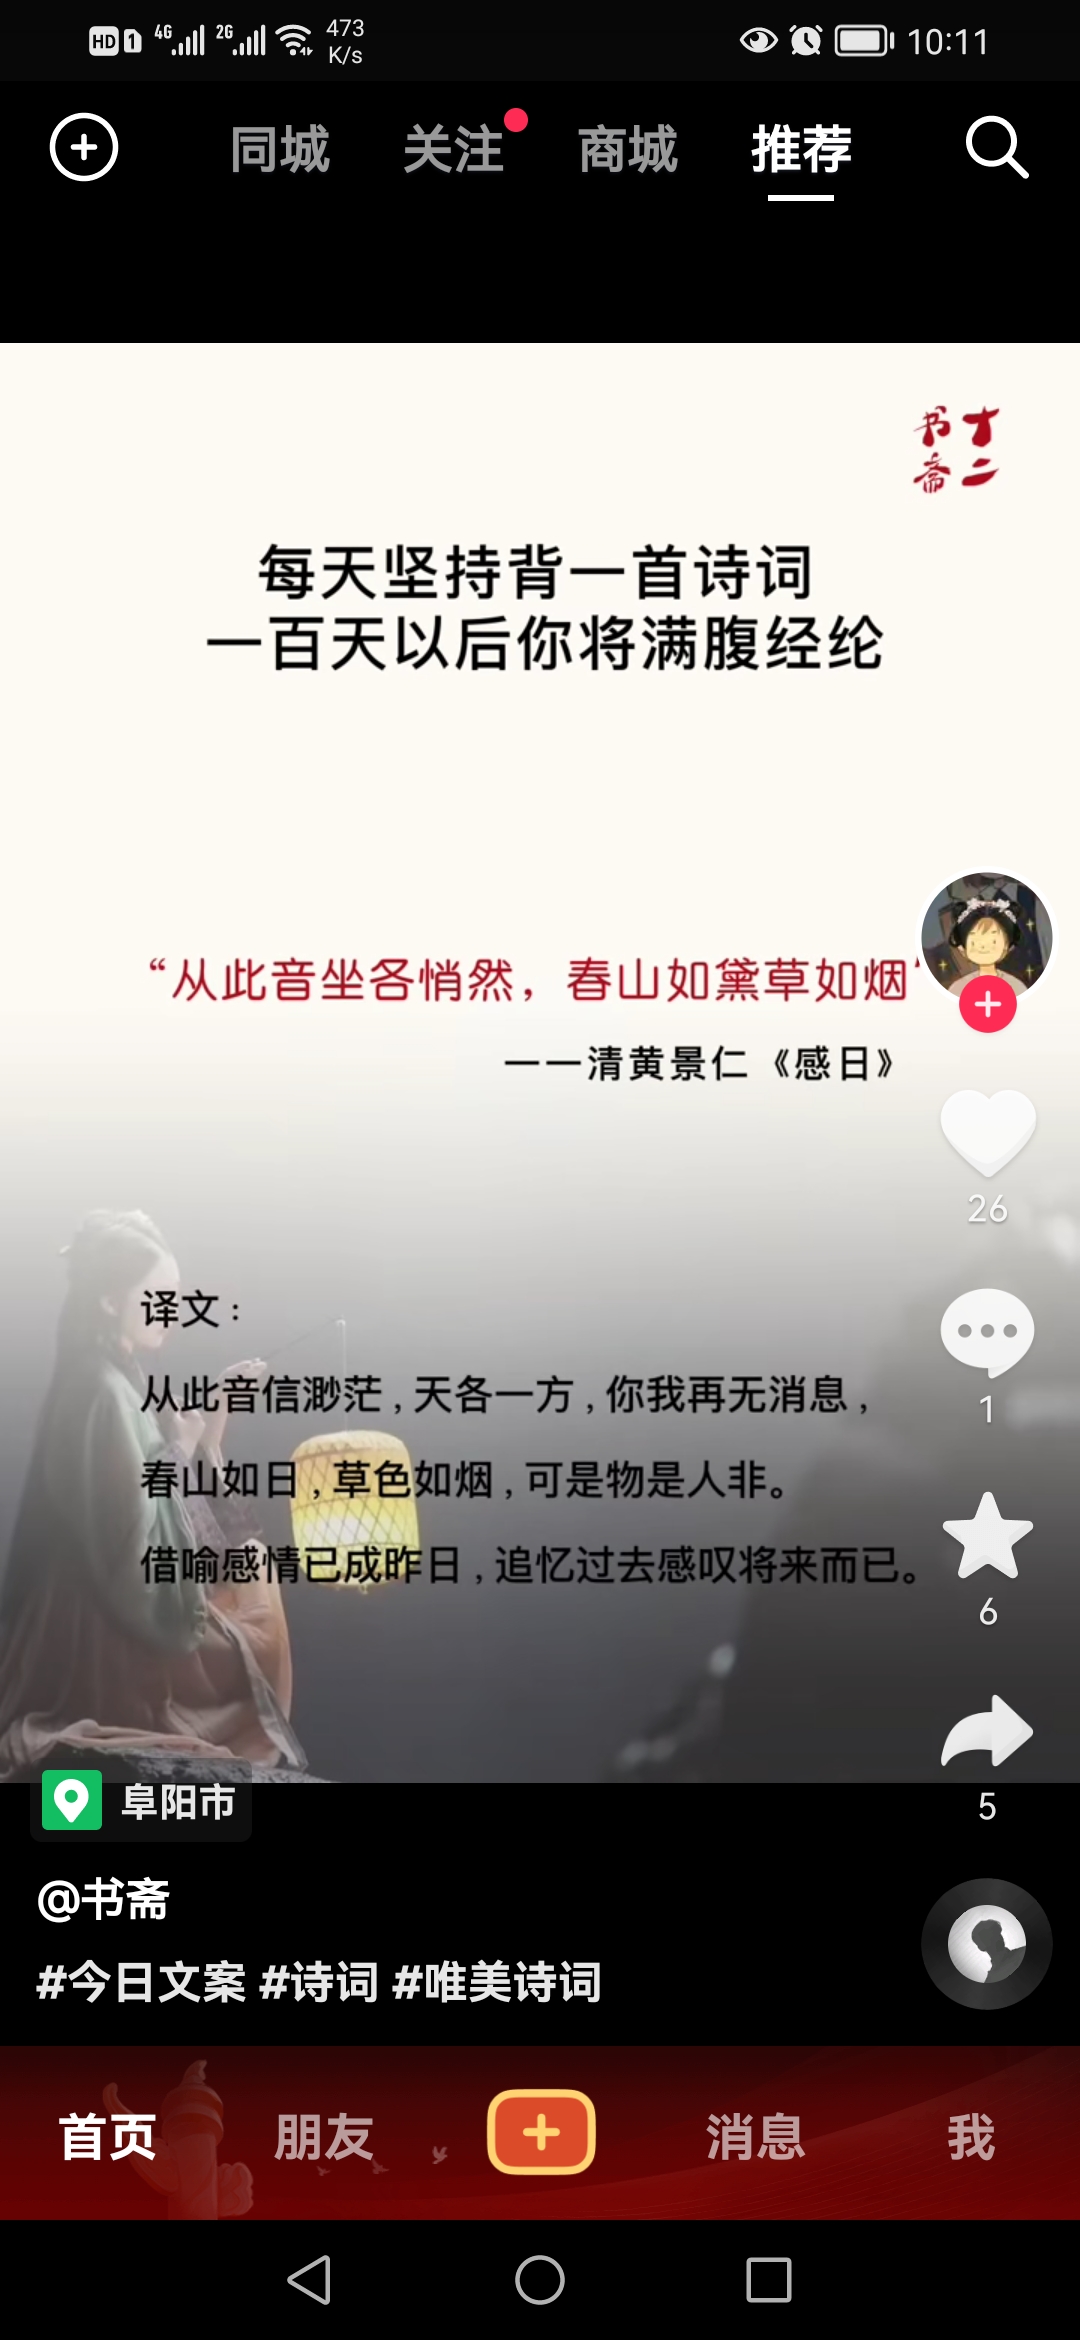 HD 1 4G 2G 473 K/s 10:11
同城 关注 商城 推荐
十二书斋
每天坚持背一首诗词
一百天以后你将满腹经纶
“从此音坐各悄然，春山如黛草如烟”
——清黄景仁《感日》
26
译文：
1
从此音信渺茫，天各一方，你我再无消息，
春山如日，草色如烟，可是物是人非。
借喻感情已成昨日，追忆过去感叹将来而已。
6
5
阜阳市
@书斋
#今日文案 #诗词 #唯美诗词
首页 朋友 消息 我